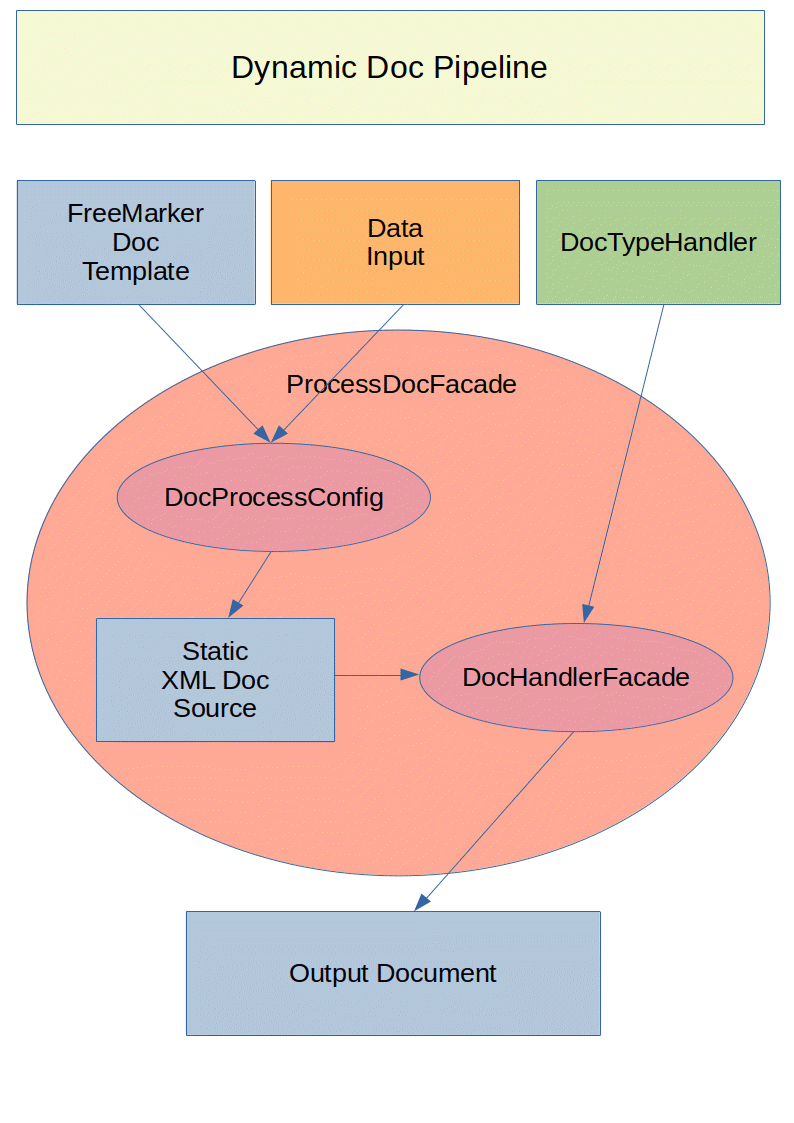 Dynamic Doc Pipeline
FreeMarker
Doc
Template
Data
Input
DocTypeHandler
ProcessDocFacade
DocProcessConfig
Static
XML Doc
Source
DocHandlerFacade
Output Document